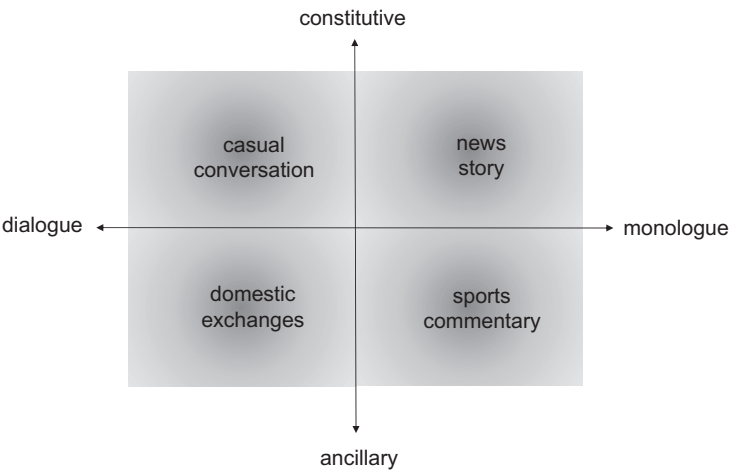 constitutive
casual
conversation
news
story
dialogue
monologue
domestic
exchanges
sports
commentary
ancillary